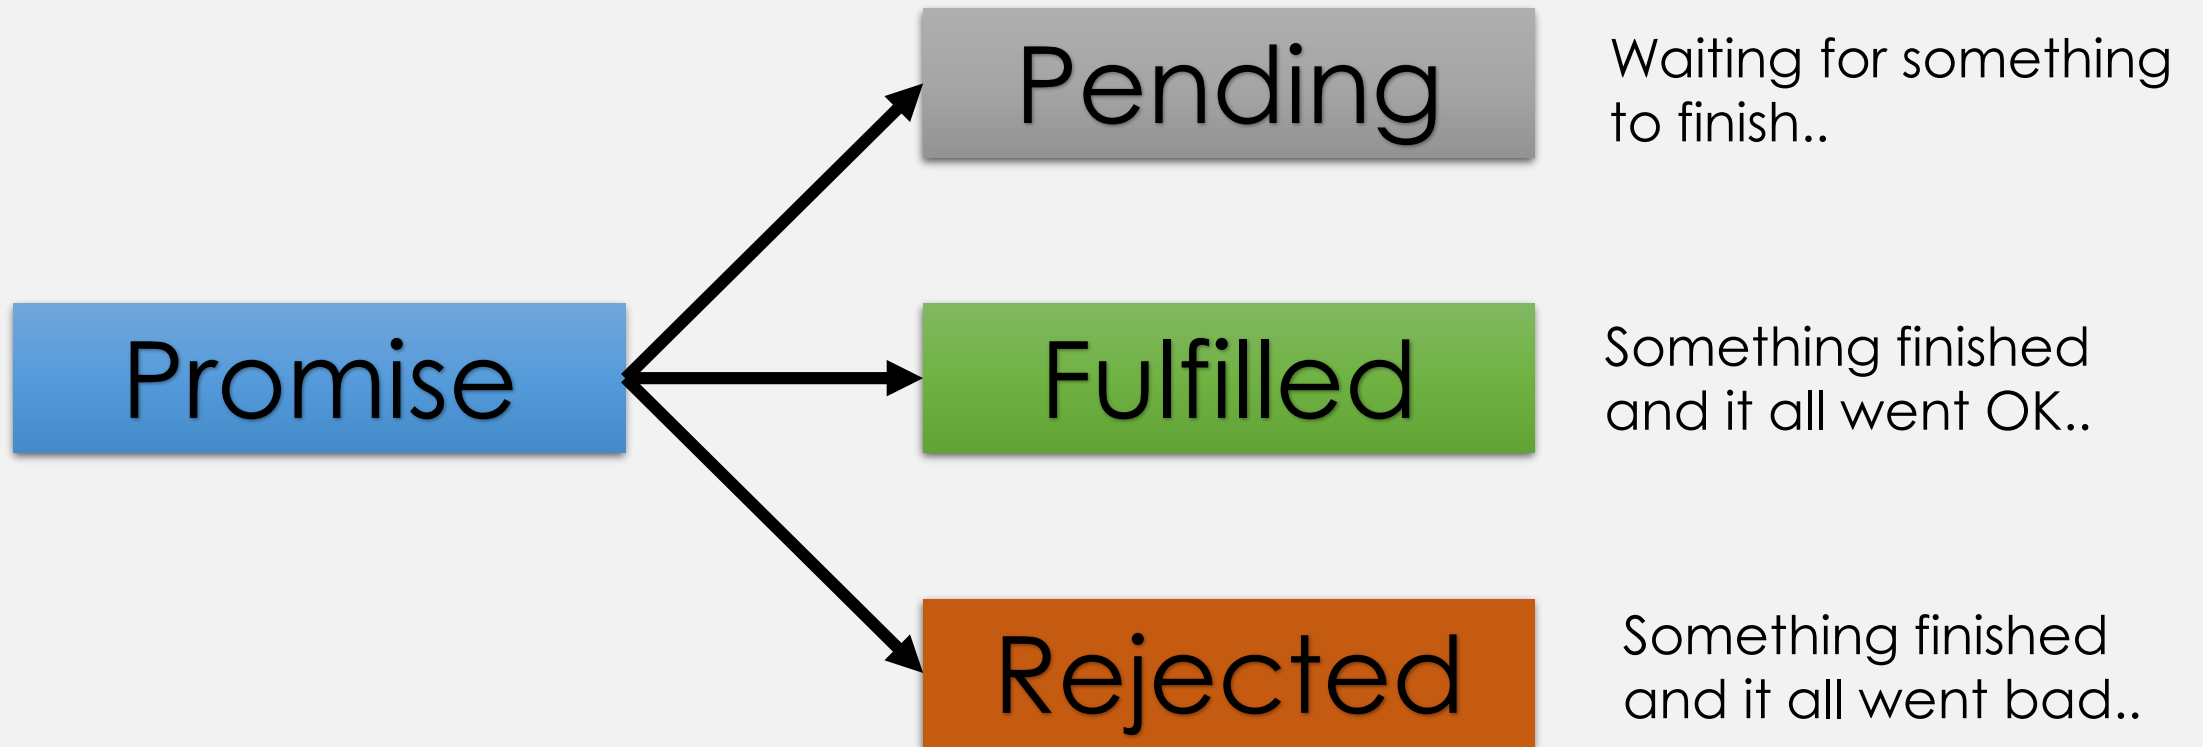 Pending
Waiting for something
to finish..
Promise
Fulfilled
Something finished
and it all went OK..
Rejected
Something finished
and it all went bad..